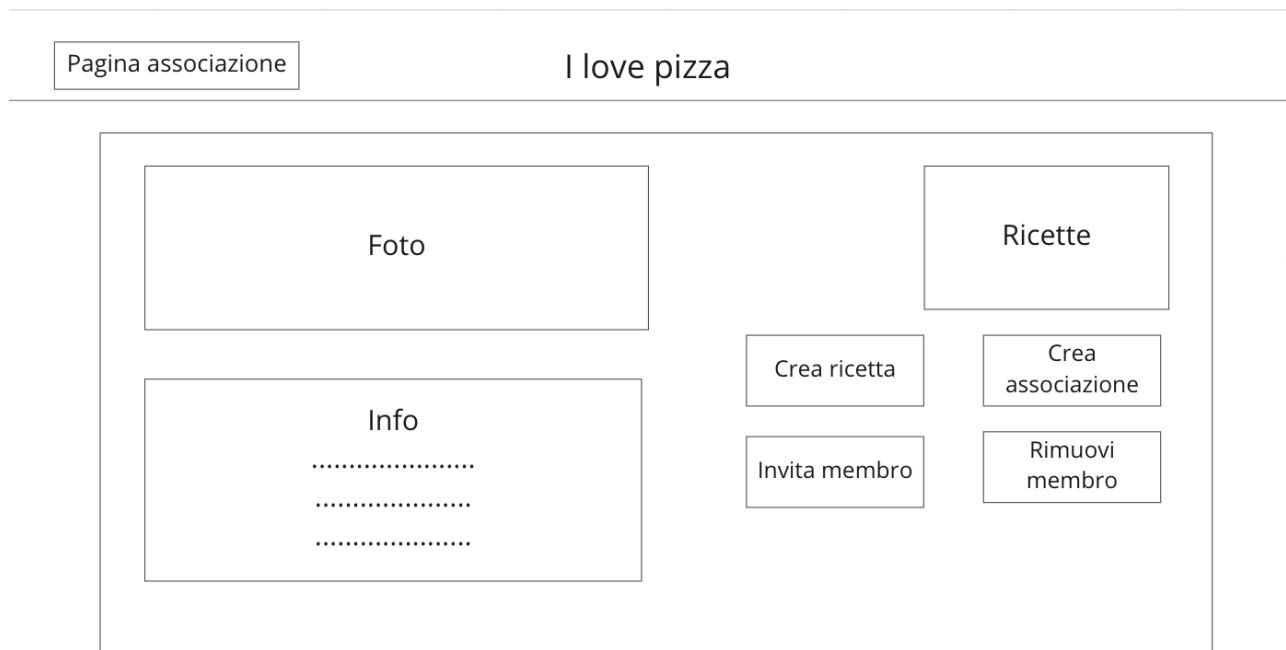 Pagina associazione
I love pizza
Foto
Ricette
Crea ricetta
Crea
associazione
Info
.......................
......................
......................
Invita membro
Rimuovi
membro